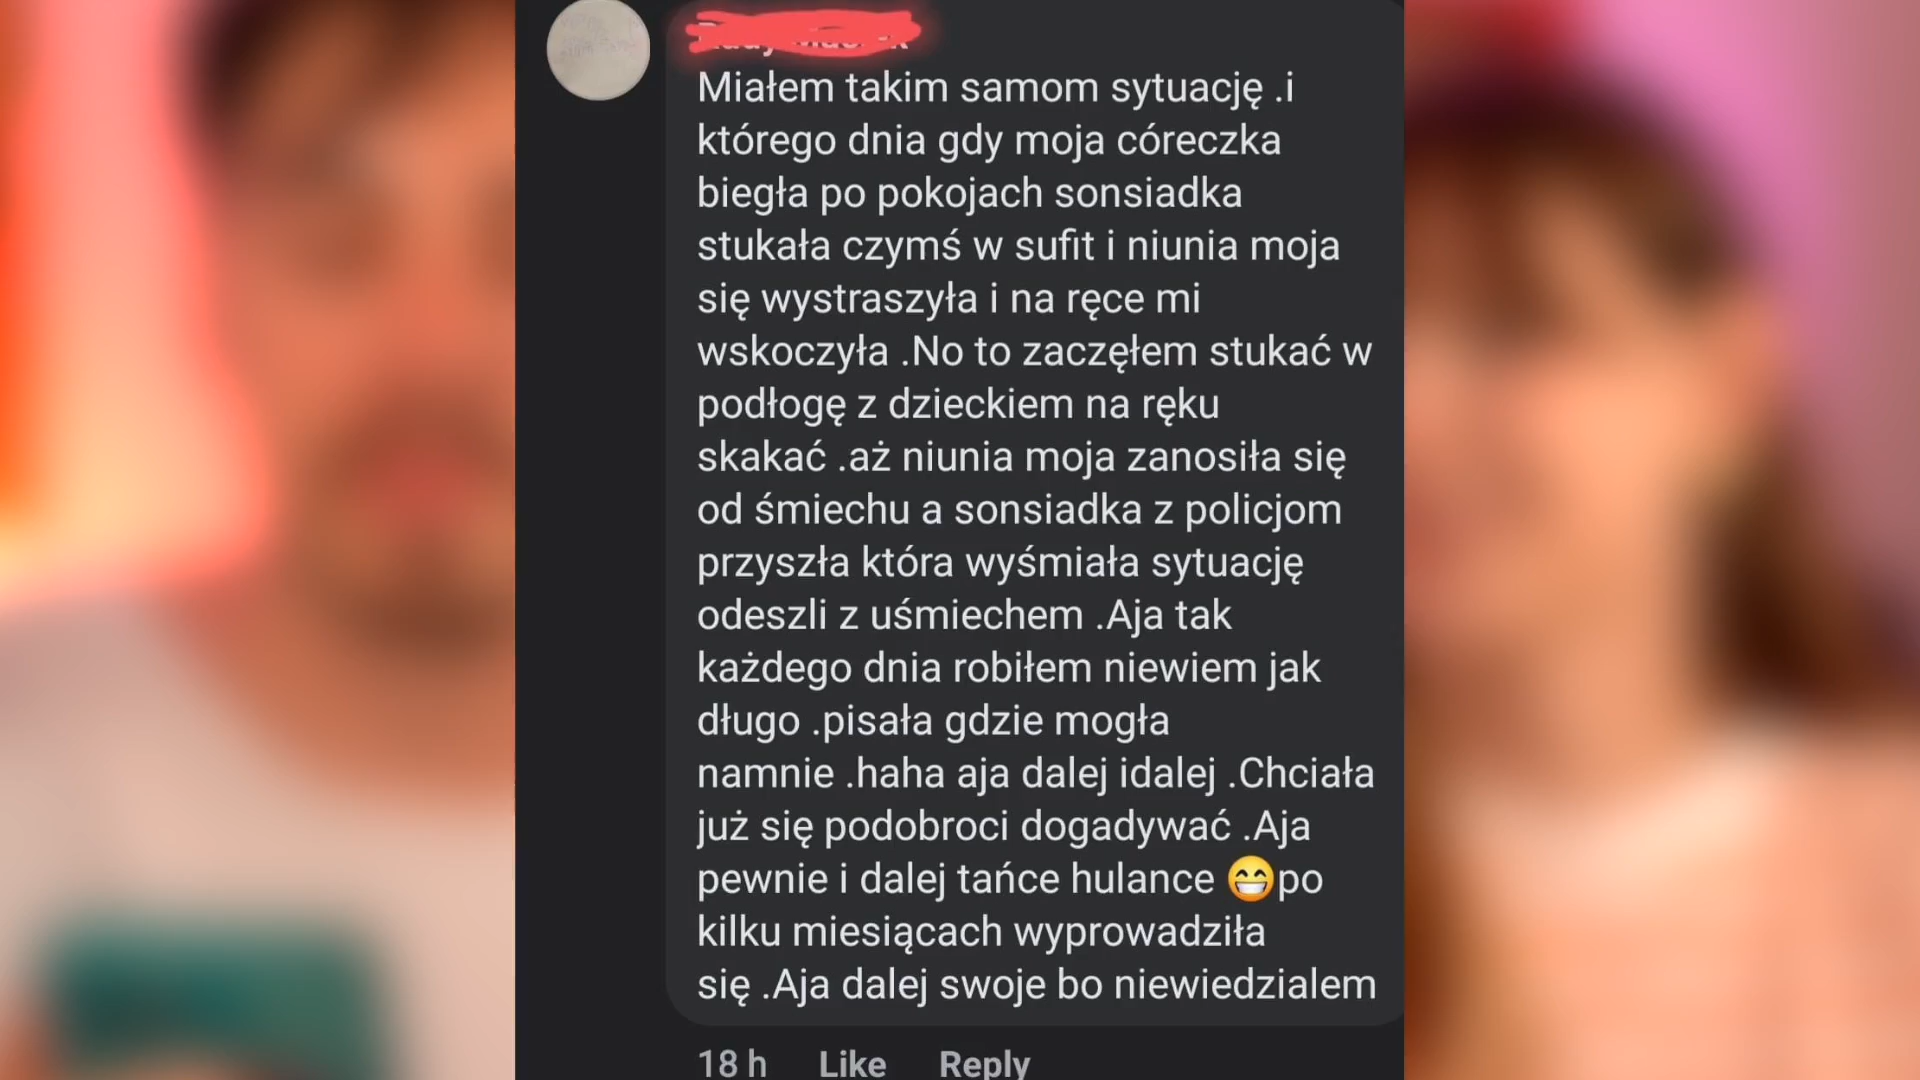 Miałem takim samom sytuację .i
którego dnia gdy moja córeczka
biegła po pokojach sonsiadka
stukała czymś w sufit i niunia moja
się wystraszyła i na ręce mi
wskoczyła .No to zaczęłem stukać w
podłogę z dzieckiem na ręku
skakać .aż niunia moja zanosiła się
od śmiechu a sonsiadka z policjom
przyszła która wyśmiała sytuację
odeszli z uśmiechem .Aja tak
każdego dnia robiłem niewiem jak
długo .pisała gdzie mogła
namnie .haha aja dalej idalej .Chciała
już się podobroci dogadywać .Aja
pewnie i dalej tańce hulance 😁po
kilku miesiącach wyprowadziła
się .Aja dalej swoje bo niewiedzialem
18 h Like Reply